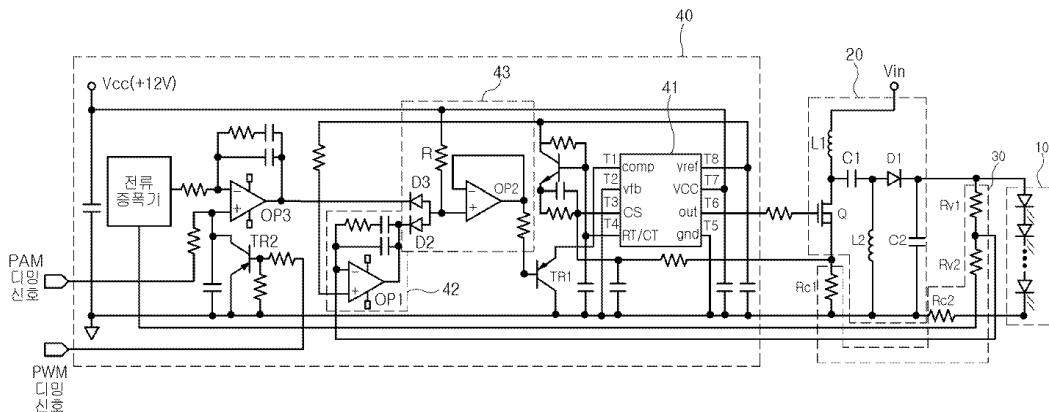 40
20
Vin
Vcc(+12V)
43
41
10
L1
C1
D1
30
T1
comp
vref
T8
R
T2
vfb
VCC
T7
전류
증폭기
D3
OP2
T3
CS
out
T6
Q
Rv1
OP3
D2
T4
RT/CT
gnd
T5
L2
C2
TR2
Rv2
PAM
디밍
신호
OP1
42
TR1
Rc1
Rc2
PWM
디밍
신호